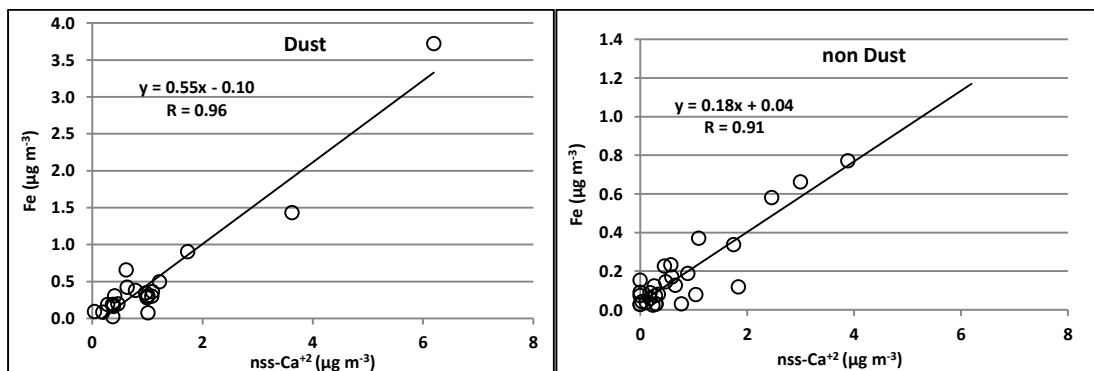 Dust
y = 0.55x - 0.10
R = 0.96
Fe (µg m⁻³)
4.0
3.5
3.0
2.5
2.0
1.5
1.0
0.5
0.0
0 2 4 6 8
nss-Ca⁺² (µg m⁻³)
non Dust
y = 0.18x + 0.04
R = 0.91
Fe (µg m⁻³)
1.4
1.2
1.0
0.8
0.6
0.4
0.2
0.0
0 2 4 6 8
nss-Ca⁺² (µg m⁻³)